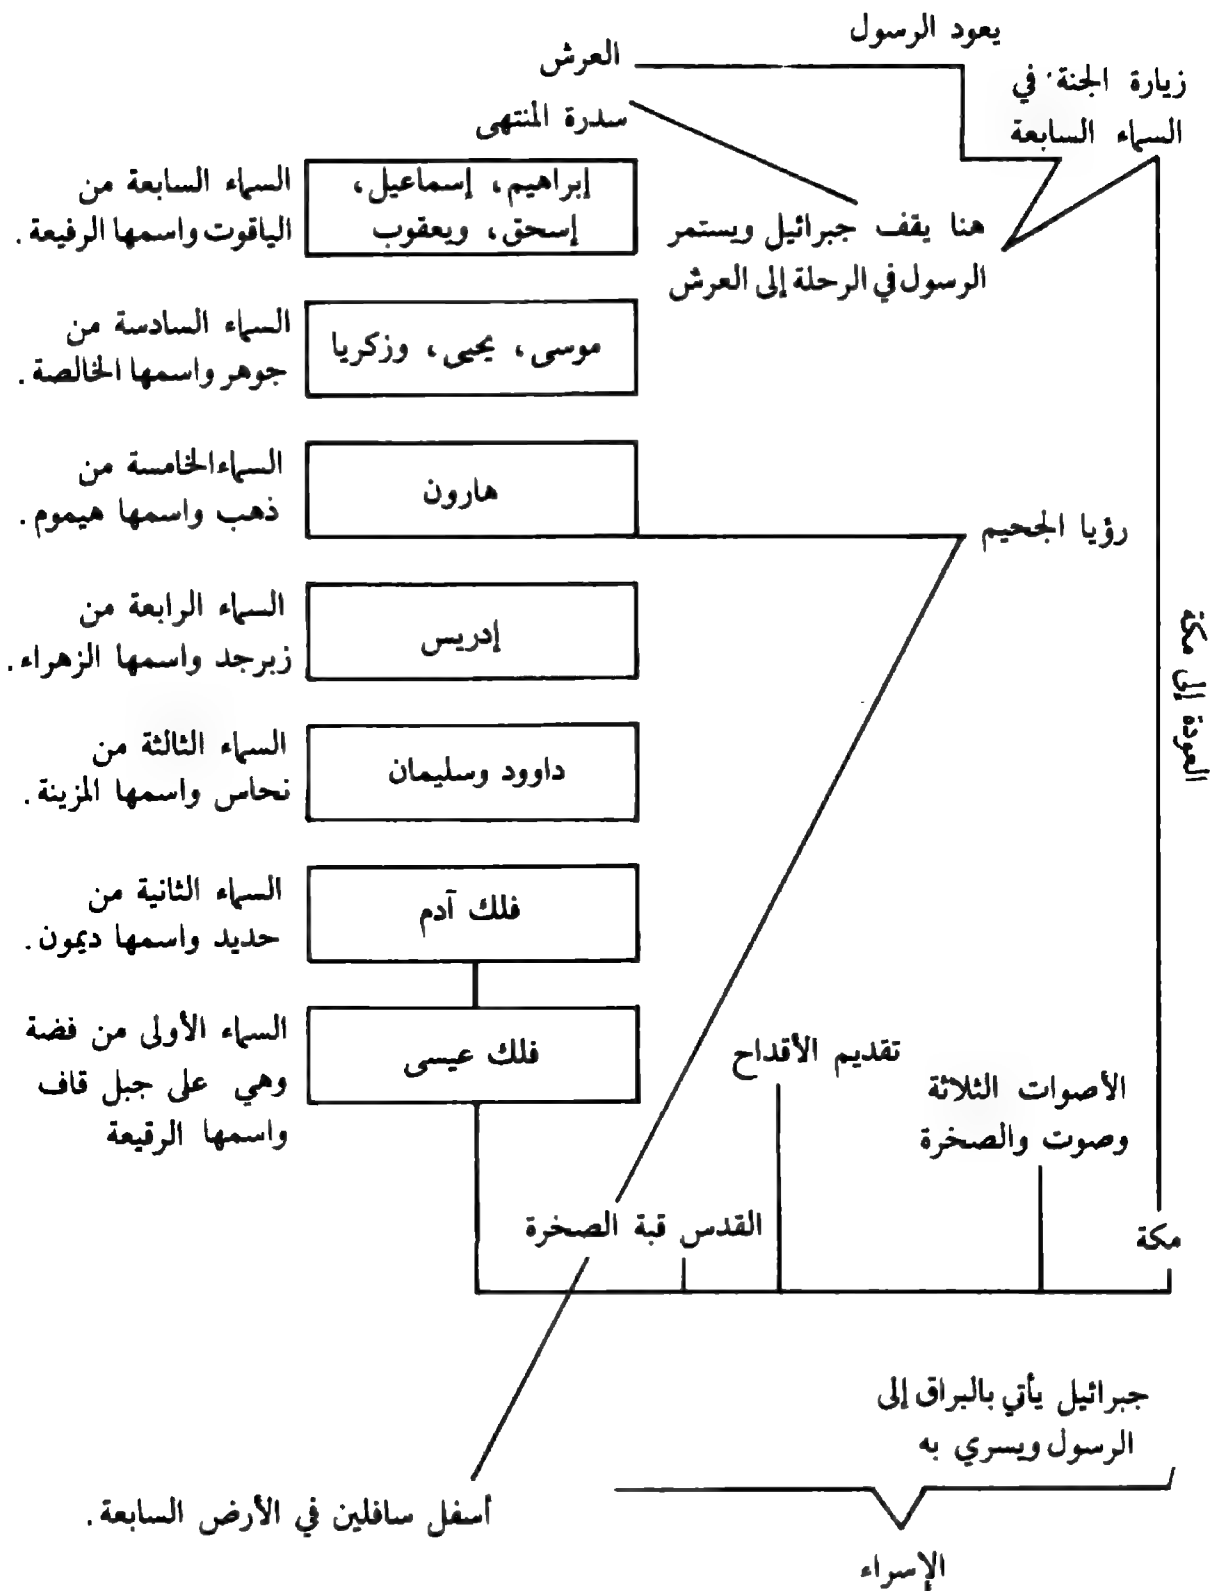 يعود الرسول
العرش
زيارة الجنة في
السماء السابعة
سدرة المنتهى
السماء السابعة من
الياقوت واسمها الرفيعة.
إبراهيم، إسماعيل،
إسحق، ويعقوب
هنا يقف جبرائيل ويستمر
الرسول في الرحلة إلى العرش
السماء السادسة من
جوهر واسمها الخالصة.
موسى، يحيى، وزكريا
السماء الخامسة من
ذهب واسمها هيموم.
هارون
رؤيا الجحيم
السماء الرابعة من
زبرجد واسمها الزهراء.
إدريس
العودة إلى مكة
السماء الثالثة من
نحاس واسمها المزينة.
داوود وسليمان
السماء الثانية من
حديد واسمها ديمون.
فلك آدم
السماء الأولى من فضة
وهي على جبل قاف
واسمها الرقيعة
فلك عيسى
تقديم الأقداح
الأصوات الثلاثة
وصوت والصخرة
القدس قبة الصخرة
مكة
جبرائيل يأتي بالبراق إلى
الرسول ويسري به
أسفل سافلين في الأرض السابعة.
الإسراء